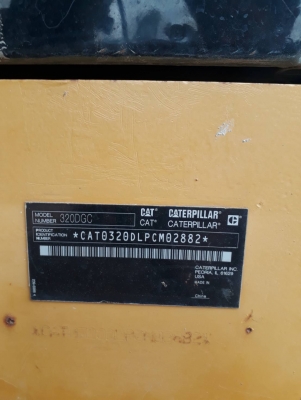 MODEL NUMBER 320DGC CAT CATERPILLAR C
CAT® CATERPILLAR
PRODUCT IDENTIFICATION NUMBER *CAT0320DLPCM02882*
CATERPILLAR INC.
PEORIA, IL 61629
USA
MADE IN
China